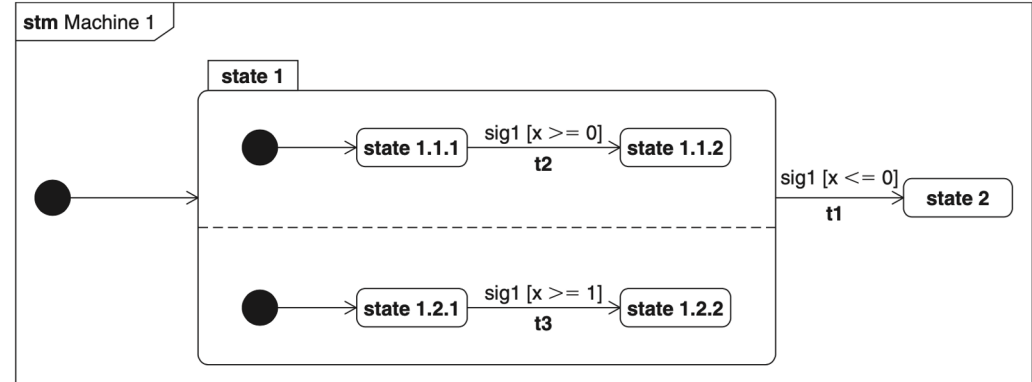 stm Machine 1
state 1
state 1.1.1
sig1 [x >= 0]
t2
state 1.1.2
sig1 [x <= 0]
t1
state 2
state 1.2.1
sig1 [x >= 1]
t3
state 1.2.2